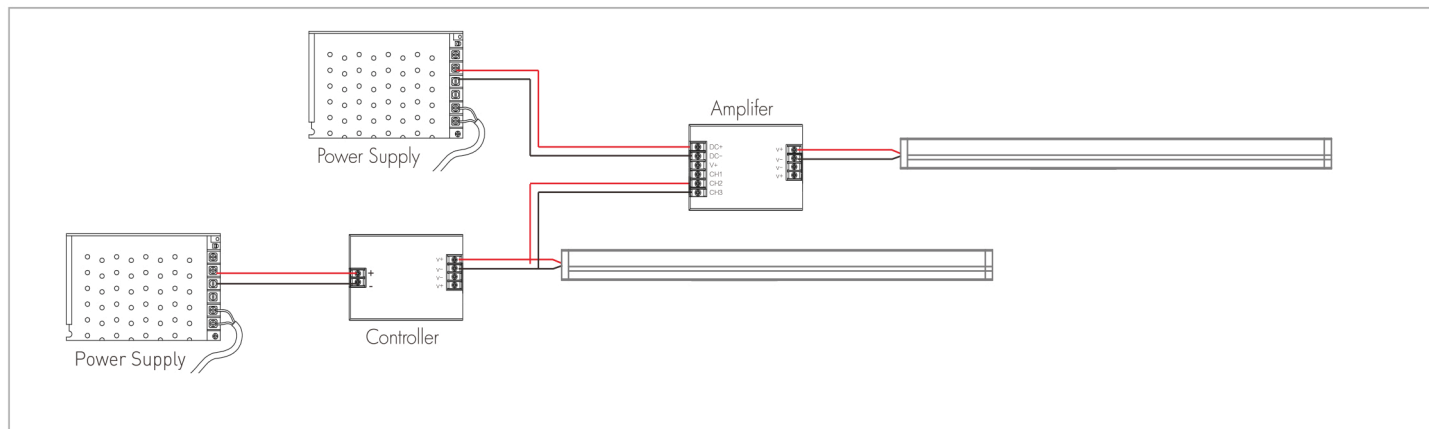 Amplifer
Power Supply
DC+
DC-
V+
CH1
CH2
CH3
V+
V-
V-
V+
Controller
+
-
V+
V-
V-
V+
Power Supply